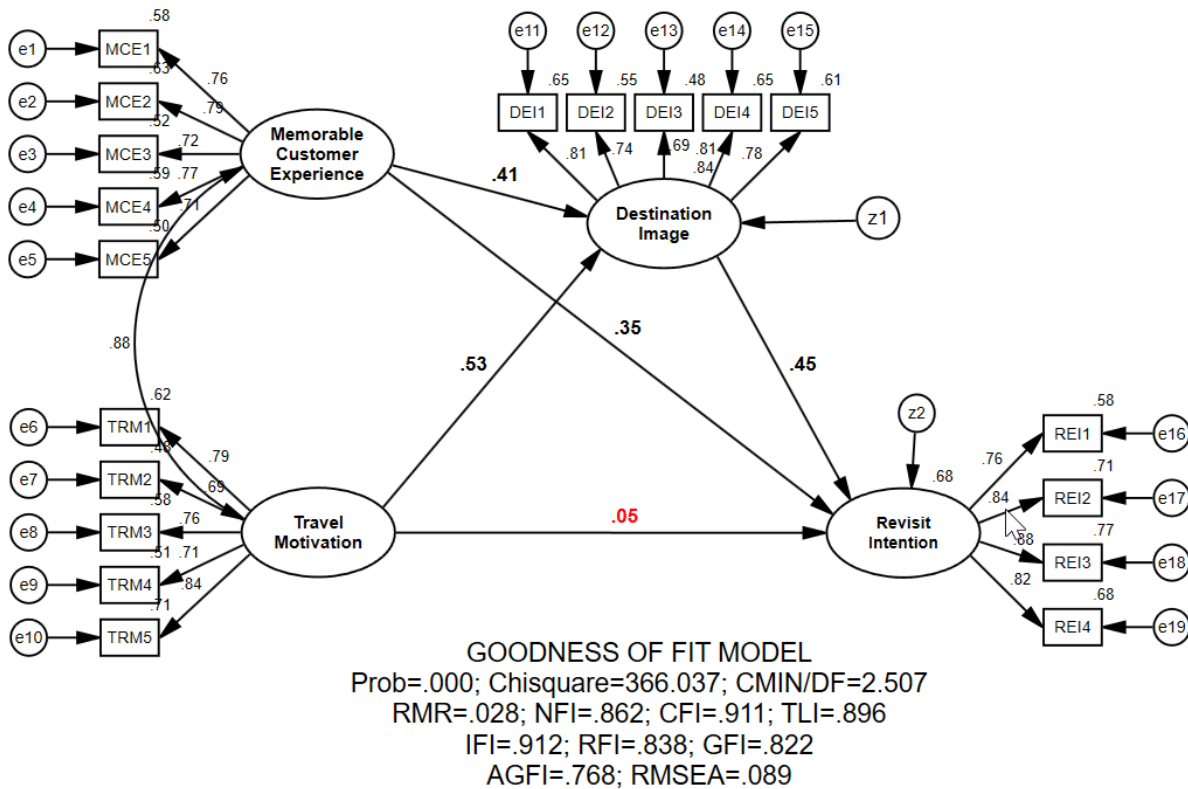 e1
MCE1
.58
e2
MCE2
.63
e3
MCE3
.52
e4
MCE4
.59
e5
MCE5
.50
.76
.79
.72
.77
.71
Memorable
Customer
Experience
e11
e12
e13
e14
e15
.65
.55
.48
.65
.61
DEI1
DEI2
DEI3
DEI4
DEI5
.81
.74
.69
.81
.84
.78
Destination
Image
z1
.41
.35
.53
.45
.88
.05
e6
TRM1
.62
e7
TRM2
.48
e8
TRM3
.58
e9
TRM4
.51
e10
TRM5
.71
.79
.69
.76
.71
.84
Travel
Motivation
z2
.68
Revisit
Intention
.76
.84
.88
.82
.58
REI1
e16
.71
REI2
e17
.77
REI3
e18
.68
REI4
e19
GOODNESS OF FIT MODEL
Prob=.000; Chisquare=366.037; CMIN/DF=2.507
RMR=.028; NFI=.862; CFI=.911; TLI=.896
IFI=.912; RFI=.838; GFI=.822
AGFI=.768; RMSEA=.089